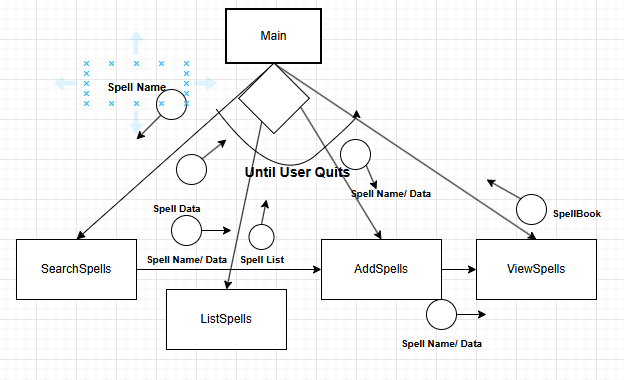 Main
Spell Name
Until User Quits
Spell Name/ Data
Spell Data
SpellBook
Spell Name/ Data
Spell List
SearchSpells
AddSpells
ViewSpells
ListSpells
Spell Name/ Data